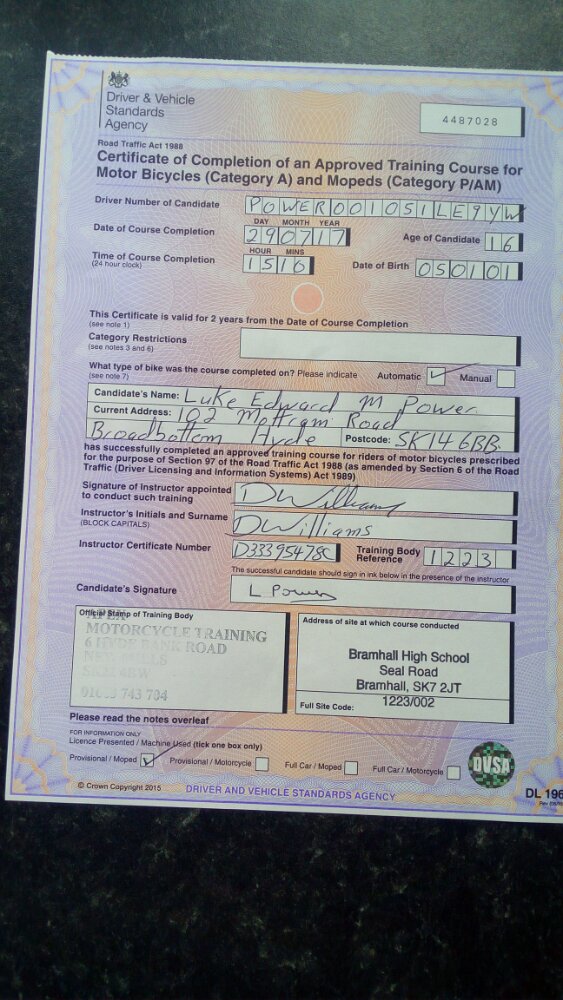 Driver & Vehicle
Standards
Agency
4487028
Road Traffic Act 1988
Certificate of Completion of an Approved Training Course for
Motor Bicycles (Category A) and Mopeds (Category P/AM)
Driver Number of Candidate POWER001051LE9YW
DAY MONTH YEAR
Date of Course Completion 290717 Age of Candidate 16
HOUR MINS
Time of Course Completion 1516 Date of Birth 050101
(24 hour clock)
This Certificate is valid for 2 years from the Date of Course Completion
(see note 1)
Category Restrictions
(see notes 3 and 6)
What type of bike was the course completed on? Please indicate Automatic Manual
(see note 7)
Candidate's Name: Luke Edward M Power
Current Address: 102 Mottram Road
Broadbottom Hyde Postcode: SK14 6BB
has successfully completed an approved training course for riders of motor bicycles prescribed
for the purpose of Section 97 of the Road Traffic Act 1988 (as amended by Section 6 of the Road
Traffic (Driver Licensing and Information Systems) Act 1989)
Signature of Instructor appointed DWilliams
to conduct such training
Instructor's Initials and Surname DWilliams
(BLOCK CAPITALS)
Instructor Certificate Number D33395478C Training Body 1223
Reference
The successful candidate should sign in ink below in the presence of the instructor
Candidate's Signature L Power
Official Stamp of Training Body
MOTORCYCLE TRAINING
6 HYDE BANK ROAD
NEW MILLS
SK22 4BW
743 704
Address of site at which course conducted
Bramhall High School
Seal Road
Bramhall, SK7 2JT
Full Site Code: 1223/002
Please read the notes overleaf
FOR INFORMATION ONLY
Licence Presented / Machine Used (tick one box only)
Provisional / Moped Provisional / Motorcycle Full Car / Moped Full Car / Motorcycle
DVSA
© Crown Copyright 2015 DRIVER AND VEHICLE STANDARDS AGENCY DL 196